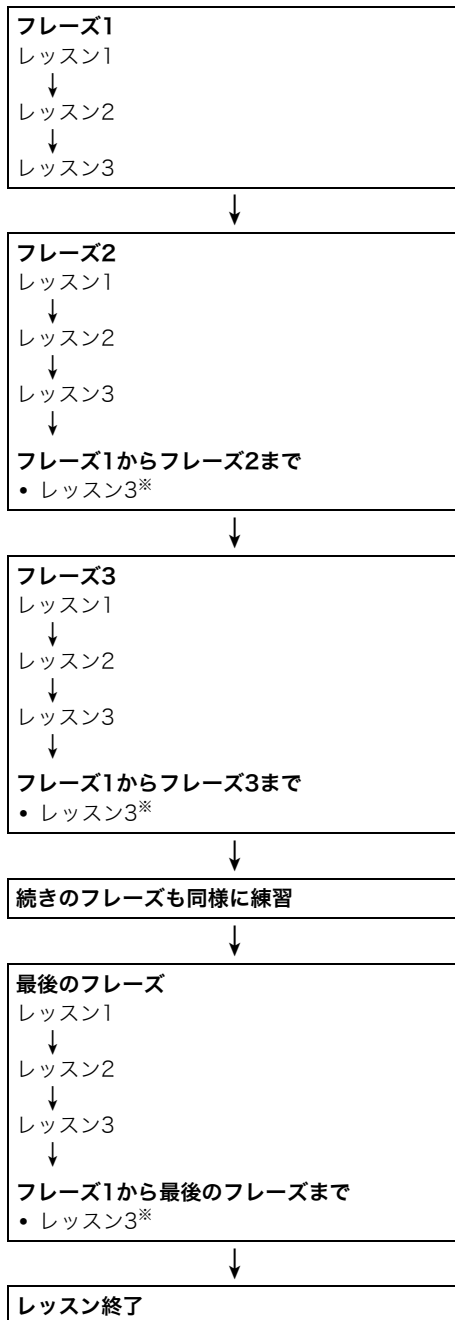 フレーズ1
レッスン1
↓
レッスン2
↓
レッスン3
↓
フレーズ2
レッスン1
↓
レッスン2
↓
レッスン3
↓
フレーズ1からフレーズ2まで
• レッスン3※
↓
フレーズ3
レッスン1
↓
レッスン2
↓
レッスン3
↓
フレーズ1からフレーズ3まで
• レッスン3※
↓
続きのフレーズも同様に練習
↓
最後のフレーズ
レッスン1
↓
レッスン2
↓
レッスン3
↓
フレーズ1から最後のフレーズまで
• レッスン3※
↓
レッスン終了